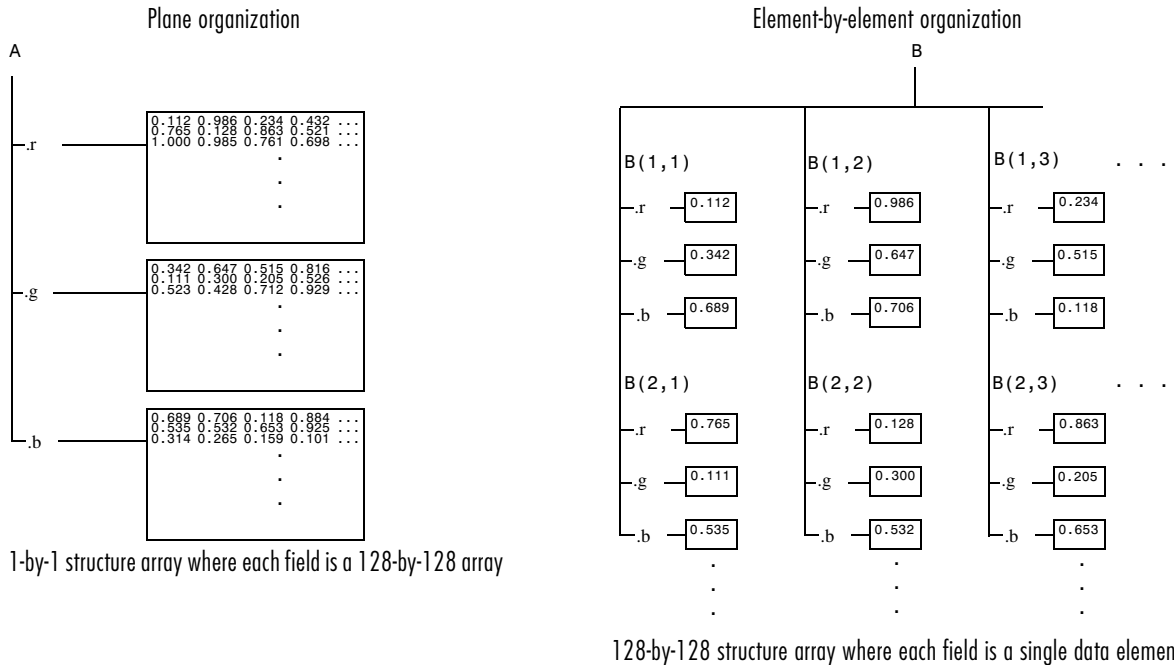 Plane organization
A
.r
0.112 0.986 0.234 0.432 ...
0.765 0.128 0.863 0.521 ...
1.000 0.985 0.761 0.698 ...
.
.
.
.g
0.342 0.647 0.515 0.816 ...
0.111 0.300 0.205 0.526 ...
0.523 0.428 0.712 0.929 ...
.
.
.
.b
0.689 0.706 0.118 0.884 ...
0.535 0.532 0.653 0.925 ...
0.314 0.265 0.159 0.101 ...
.
.
.
1-by-1 structure array where each field is a 128-by-128 array
Element-by-element organization
B
B(1,1) B(1,2) B(1,3) . . .
.r 0.112 .r 0.986 .r 0.234
.g 0.342 .g 0.647 .g 0.515
.b 0.689 .b 0.706 .b 0.118
B(2,1) B(2,2) B(2,3) . . .
.r 0.765 .r 0.128 .r 0.863
.g 0.111 .g 0.300 .g 0.205
.b 0.535 .b 0.532 .b 0.653
. . .
. . .
. . .
128-by-128 structure array where each field is a single data elemen